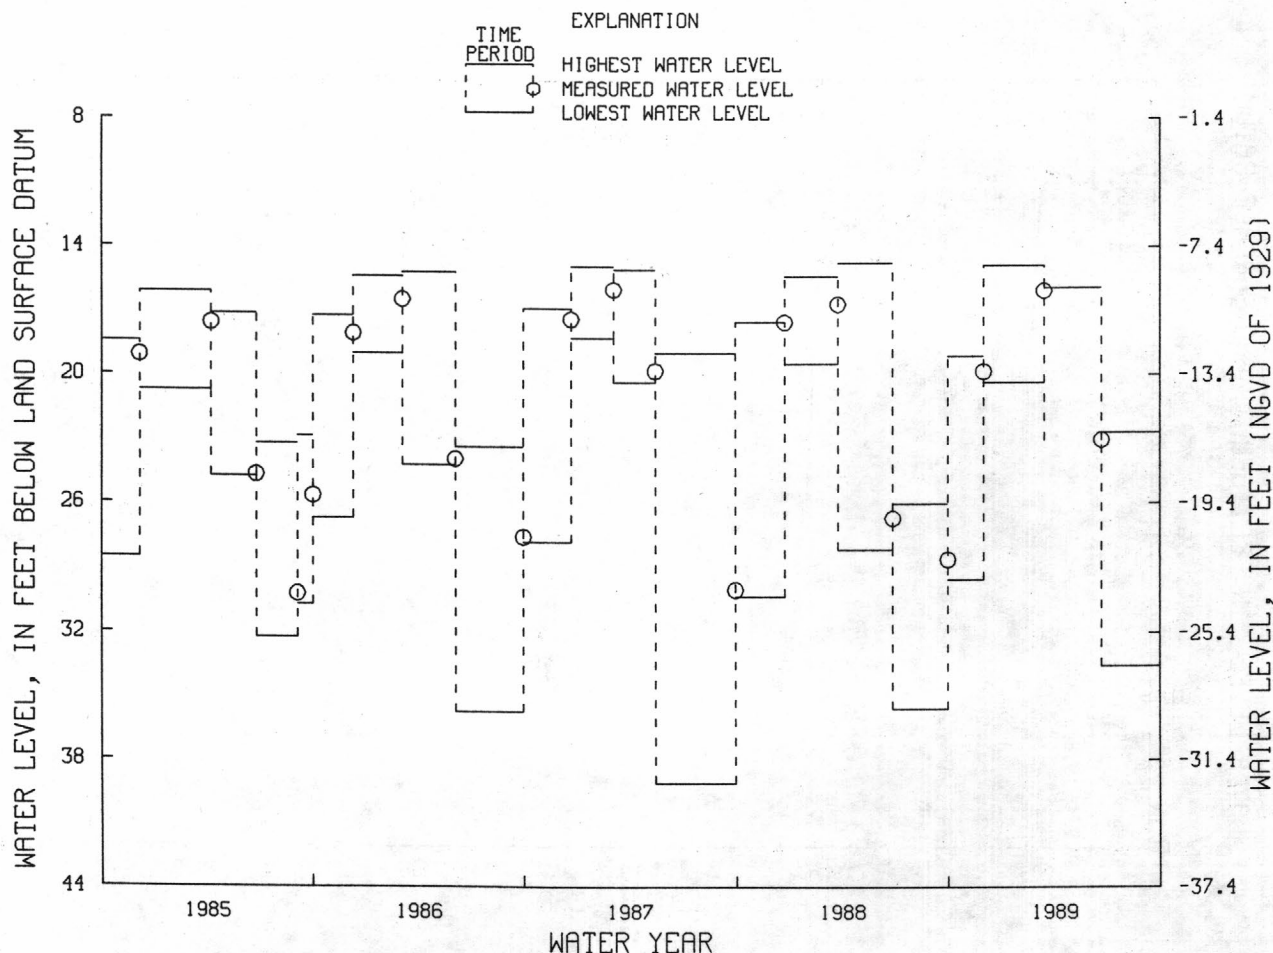 EXPLANATION
TIME
PERIOD
HIGHEST WATER LEVEL
MEASURED WATER LEVEL
LOWEST WATER LEVEL
WATER LEVEL, IN FEET BELOW LAND SURFACE DATUM
8
14
20
26
32
38
44
-1.4
-7.4
-13.4
-19.4
-25.4
-31.4
-37.4
WATER LEVEL, IN FEET (NGVD OF 1929)
1985
1986
1987
1988
1989
WATER YEAR